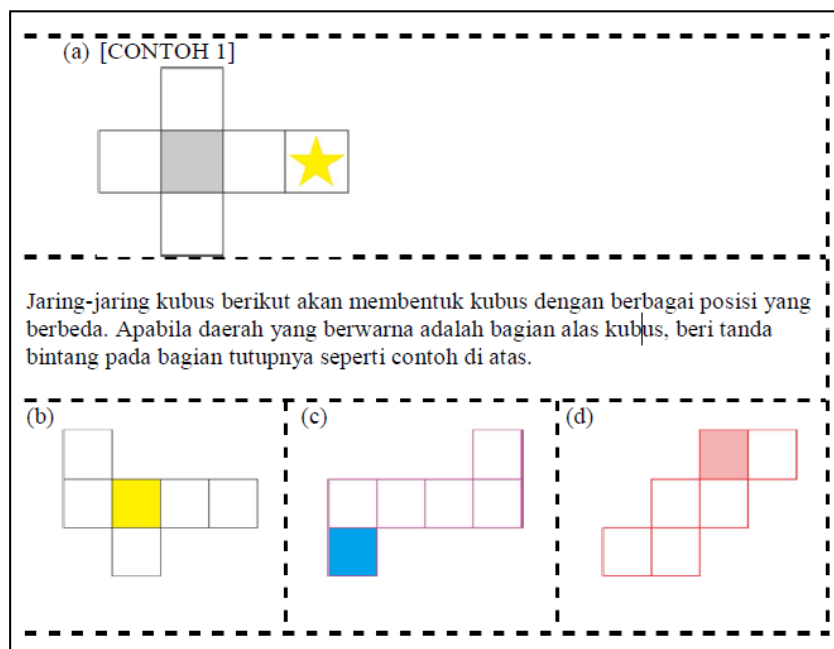 (a) [CONTOH 1]
Jaring-jaring kubus berikut akan membentuk kubus dengan berbagai posisi yang
berbeda. Apabila daerah yang berwarna adalah bagian alas kubus, beri tanda
bintang pada bagian tutupnya seperti contoh di atas.
(b) (c) (d)